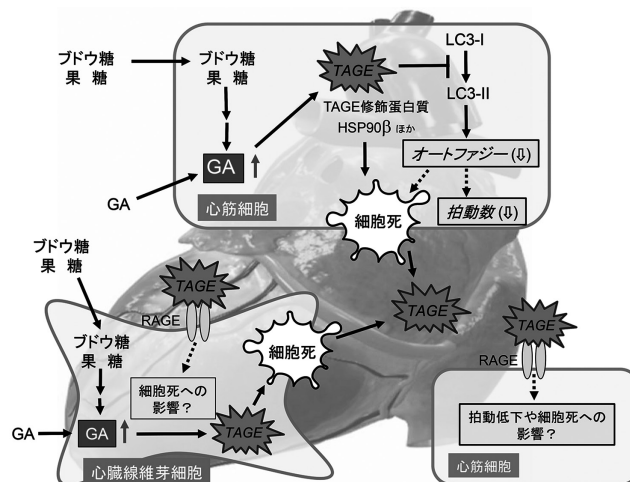 ブドウ糖
果 糖
ブドウ糖
果 糖
GA
GA
心筋細胞
TAGE
TAGE修飾蛋白質
HSP90β ほか
LC3-I
LC3-II
オートファジー(⇩)
拍動数(⇩)
細胞死
TAGE
ブドウ糖
果 糖
ブドウ糖
果 糖
GA
GA
TAGE
RAGE
細胞死への
影響?
TAGE
細胞死
心臓線維芽細胞
TAGE
RAGE
拍動低下や細胞死への
影響?
心筋細胞